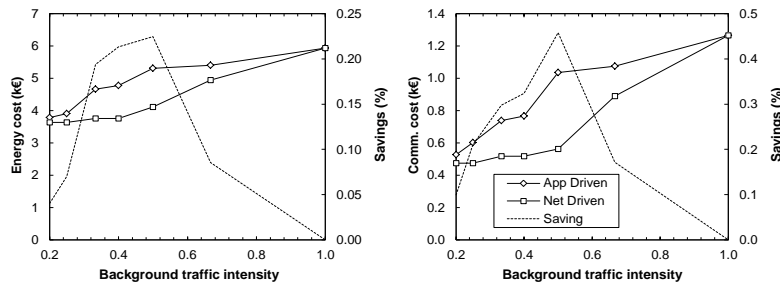 7
6
5
4
3
2
1
0
Energy cost (k€)
0.25
0.20
0.15
0.10
0.05
0.00
Savings (%)
0.2 0.4 0.6 0.8 1.0
Background traffic intensity
1.4
1.2
1.0
0.8
0.6
0.4
0.2
0.0
Comm. cost (k€)
App Driven
Net Driven
Saving
0.5
0.4
0.3
0.2
0.1
0.0
Savings (%)
0.2 0.4 0.6 0.8 1.0
Background traffic intensity